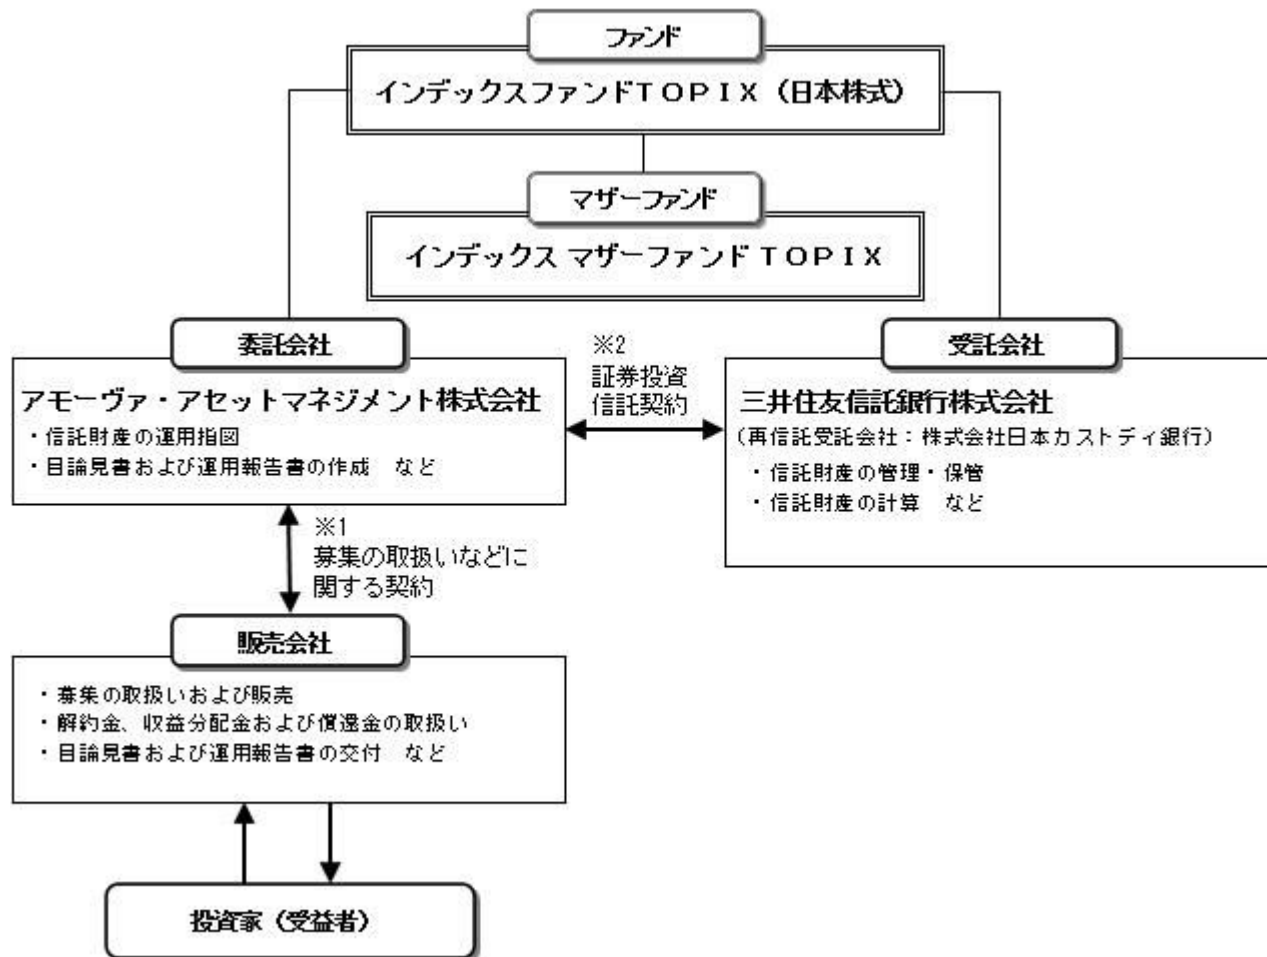 ファンド
インデックスファンドTOPIX（日本株式）
マザーファンド
インデックス マザーファンド TOPIX
委託会社
アモーヴァ・アセットマネジメント株式会社
・信託財産の運用指図
・目論見書および運用報告書の作成　など
※2
証券投資
信託契約
受託会社
三井住友信託銀行株式会社
（再信託受託会社：株式会社日本カストディ銀行）
・信託財産の管理・保管
・信託財産の計算　など
※1
募集の取扱いなどに
関する契約
販売会社
・募集の取扱いおよび販売
・解約金、収益分配金および償還金の取扱い
・目論見書および運用報告書の交付　など
投資家（受益者）